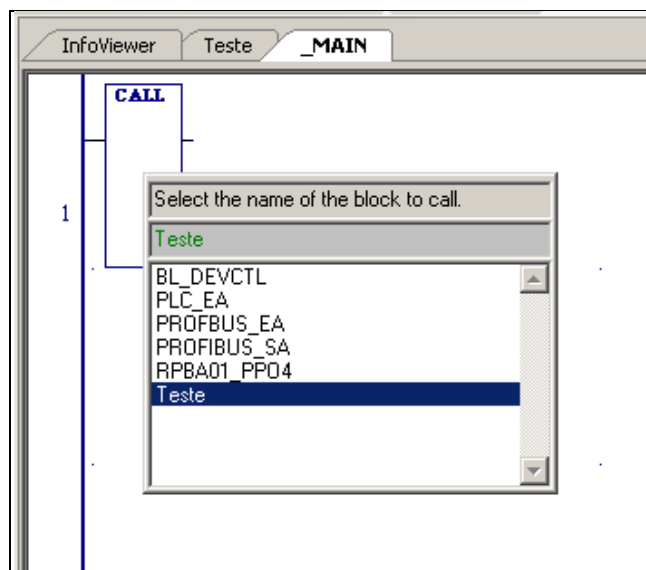 InfoViewer Teste _MAIN
CALL
1
Select the name of the block to call.
Teste
BL_DEVCTL
PLC_EA
PROFBUS_EA
PROFIBUS_SA
RPBA01_PPO4
Teste